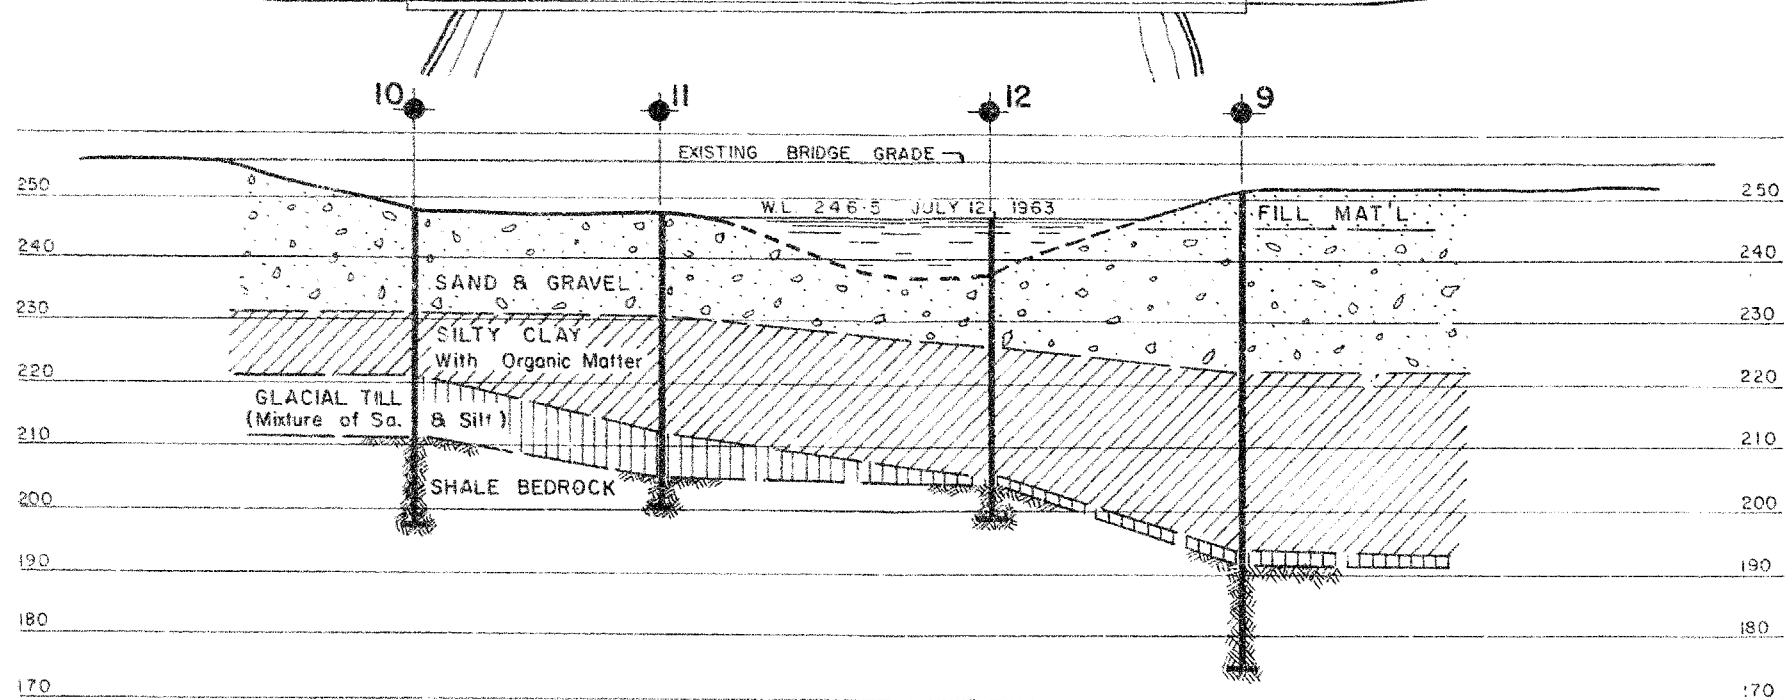 10 11 12 9
EXISTING BRIDGE GRADE
250 250
W.L. 246.5 JULY 12, 1963
FILL MAT'L
240 240
SAND & GRAVEL
230 230
SILTY CLAY
With Organic Matter
220 220
GLACIAL TILL
(Mixture of Sa. & Silt)
210 210
SHALE BEDROCK
200 200
190 190
180 180
170 170